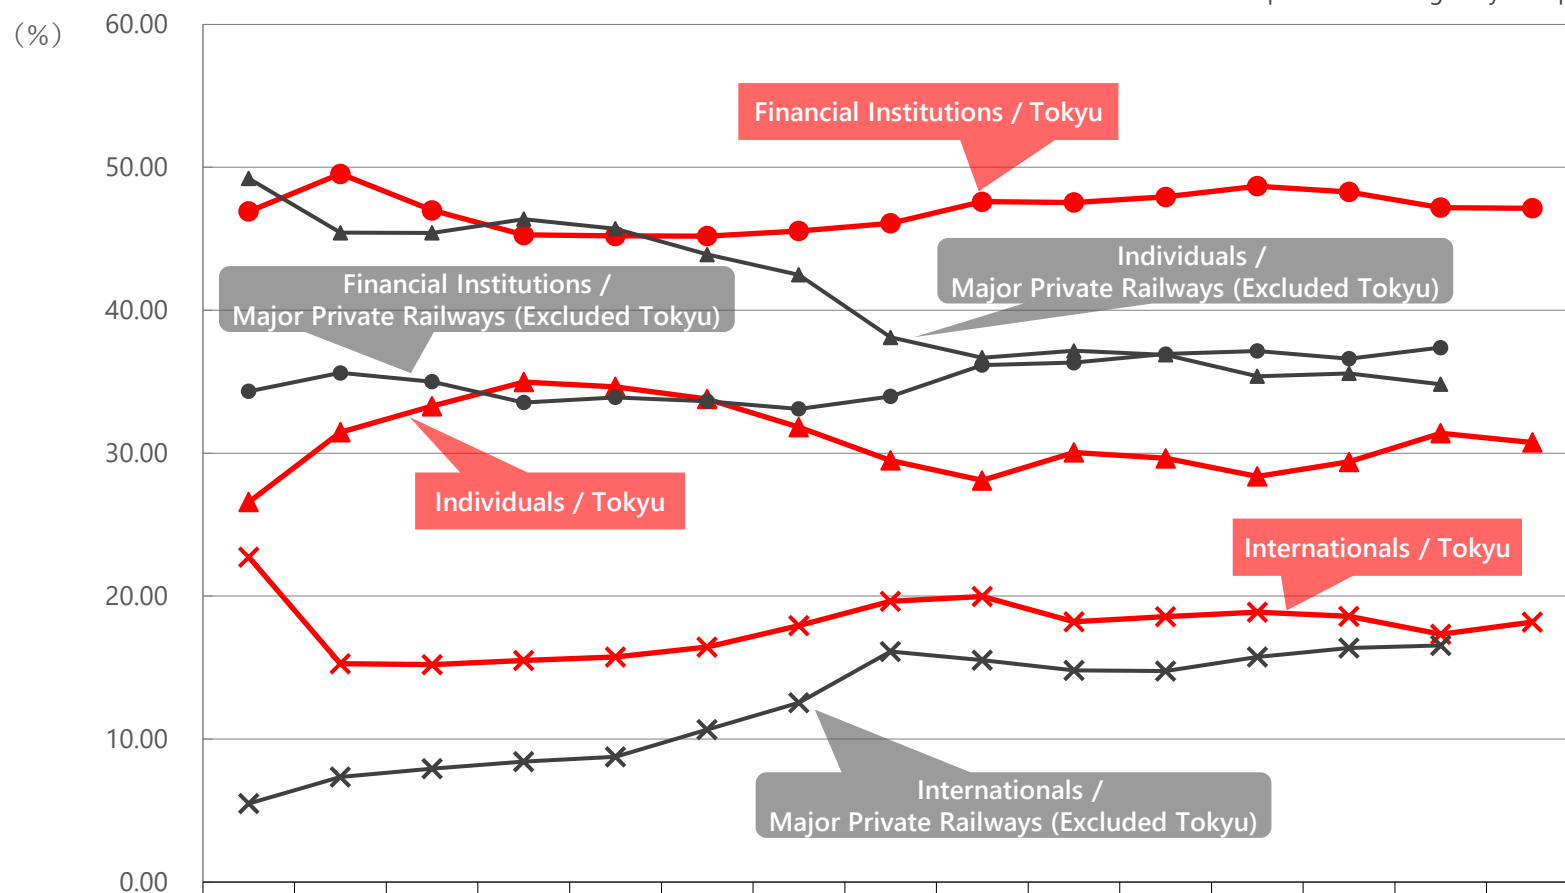 (%)
60.00
Financial Institutions / Tokyu
50.00
Individuals /
Major Private Railways (Excluded Tokyu)
Financial Institutions /
Major Private Railways (Excluded Tokyu)
40.00
30.00
Individuals / Tokyu
Internationals / Tokyu
20.00
10.00
Internationals /
Major Private Railways (Excluded Tokyu)
0.00